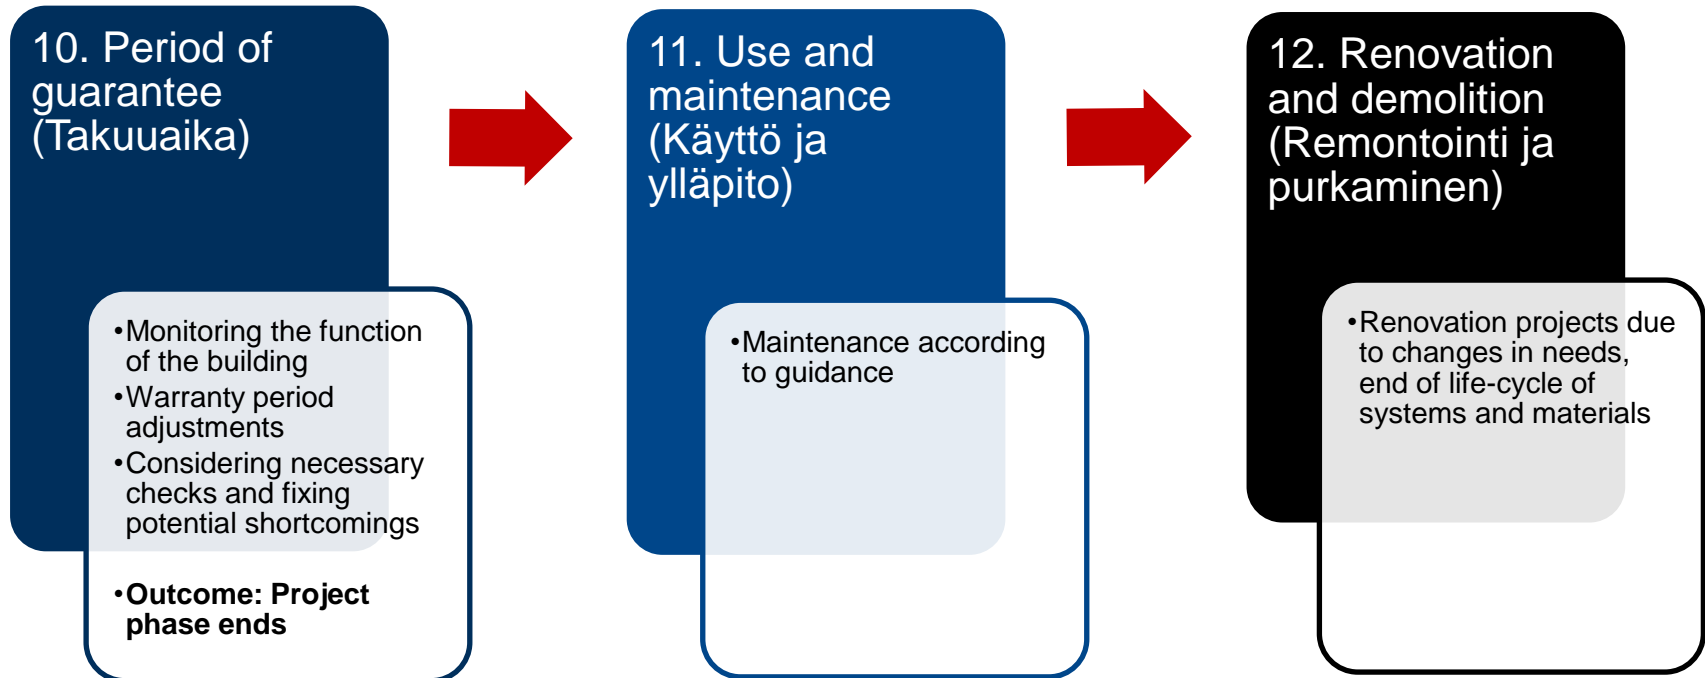 10. Period of
guarantee
(Takuuaika)
•Monitoring the function
of the building
•Warranty period
adjustments
•Considering necessary
checks and fixing
potential shortcomings
•Outcome: Project
phase ends
11. Use and
maintenance
(Käyttö ja
ylläpito)
•Maintenance according
to guidance
12. Renovation
and demolition
(Remontointi ja
purkaminen)
•Renovation projects due
to changes in needs,
end of life-cycle of
systems and materials